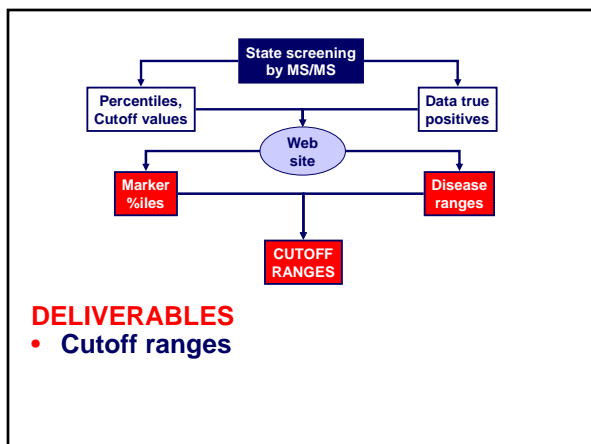 State screening
by MS/MS
Percentiles,
Cutoff values
Data true
positives
Web
site
Marker
%iles
Disease
ranges
CUTOFF
RANGES
DELIVERABLES
• Cutoff ranges